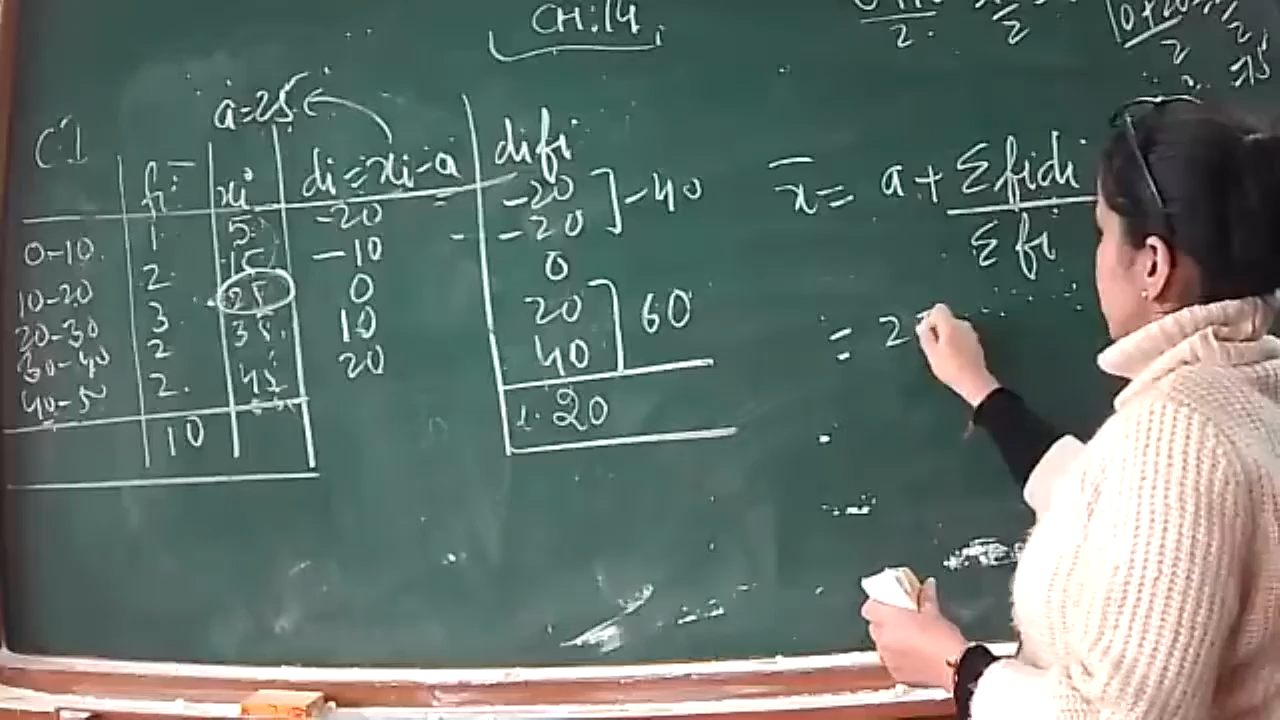 CH:14
a=25
C.I fi xi di=xi-a difi
0-10 1 5 -20 -20
10-20 2 15 -10 -20 ]-40
20-30 3 25 0 0
30-40 2 35 10 20
40-50 2 45 20 40 ] 60
10 20
x̄ = a + Σfidi / Σfi
= 2